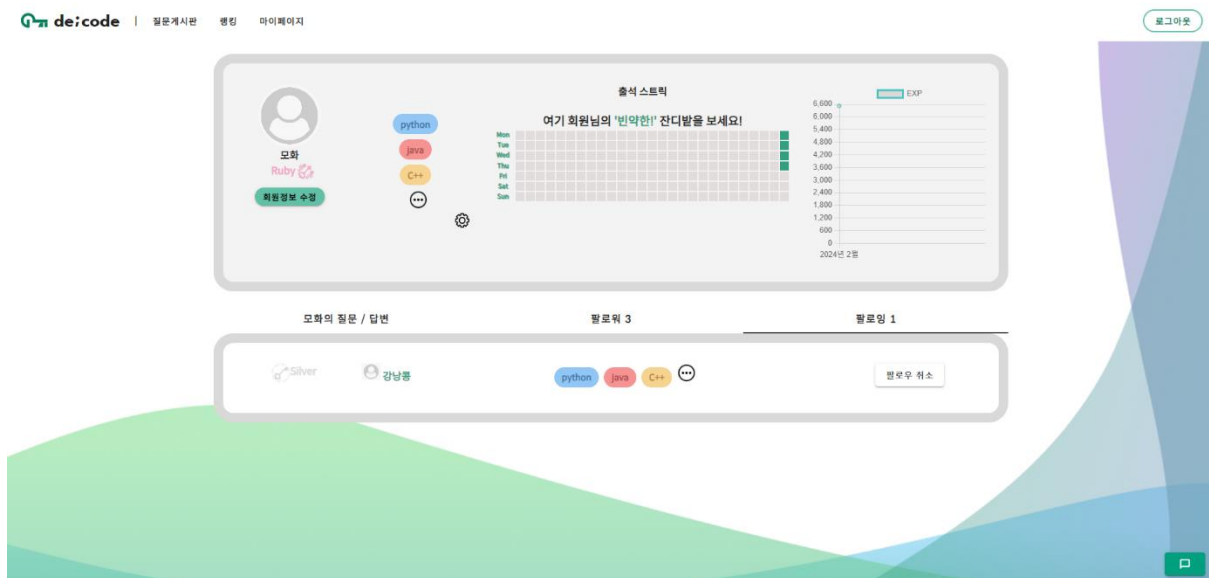 de;code | 질문게시판 랭킹 마이페이지 로그아웃
모화
Ruby
회원정보 수정
python
java
C++
출석 스트릭
여기 회원님의 '빈약한!' 잔디밭을 보세요!
Mon
Tue
Wed
Thu
Fri
Sat
Sun
EXP
6,600
6,000
5,400
4,800
4,200
3,600
3,000
2,400
1,800
1,200
600
0
2024년 2월
모화의 질문 / 답변 팔로워 3 팔로잉 1
Silver 강낭콩 python java C++ 팔로우 취소